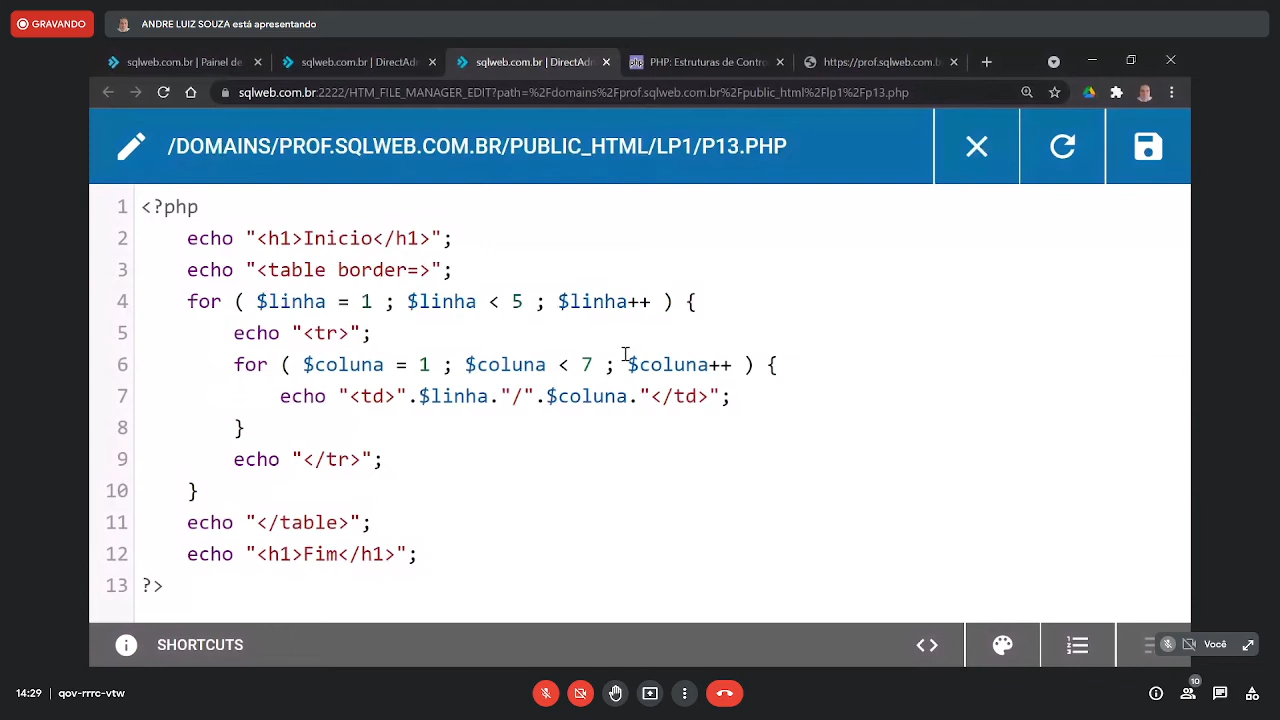 GRAVANDO
ANDRE LUIZ SOUZA está apresentando
sqlweb.com.br | Painel de
sqlweb.com.br | DirectAdm
sqlweb.com.br | DirectAdm
php PHP: Estruturas de Contro
https://prof.sqlweb.com.b
sqlweb.com.br:2222/HTM_FILE_MANAGER_EDIT?path=%2Fdomains%2Fprof.sqlweb.com.br%2Fpublic_html%2Flp1%2Fp13.php
/DOMAINS/PROF.SQLWEB.COM.BR/PUBLIC_HTML/LP1/P13.PHP
1 <?php
2     echo "<h1>Inicio</h1>";
3     echo "<table border=>";
4     for ( $linha = 1 ; $linha < 5 ; $linha++ ) {
5         echo "<tr>";
6         for ( $coluna = 1 ; $coluna < 7 ; $coluna++ ) {
7             echo "<td>".$linha."/".$coluna."</td>";
8         }
9         echo "</tr>";
10     }
11     echo "</table>";
12     echo "<h1>Fim</h1>";
13 ?>
SHORTCUTS
Você
14:29 qov-rrrc-vtw
10